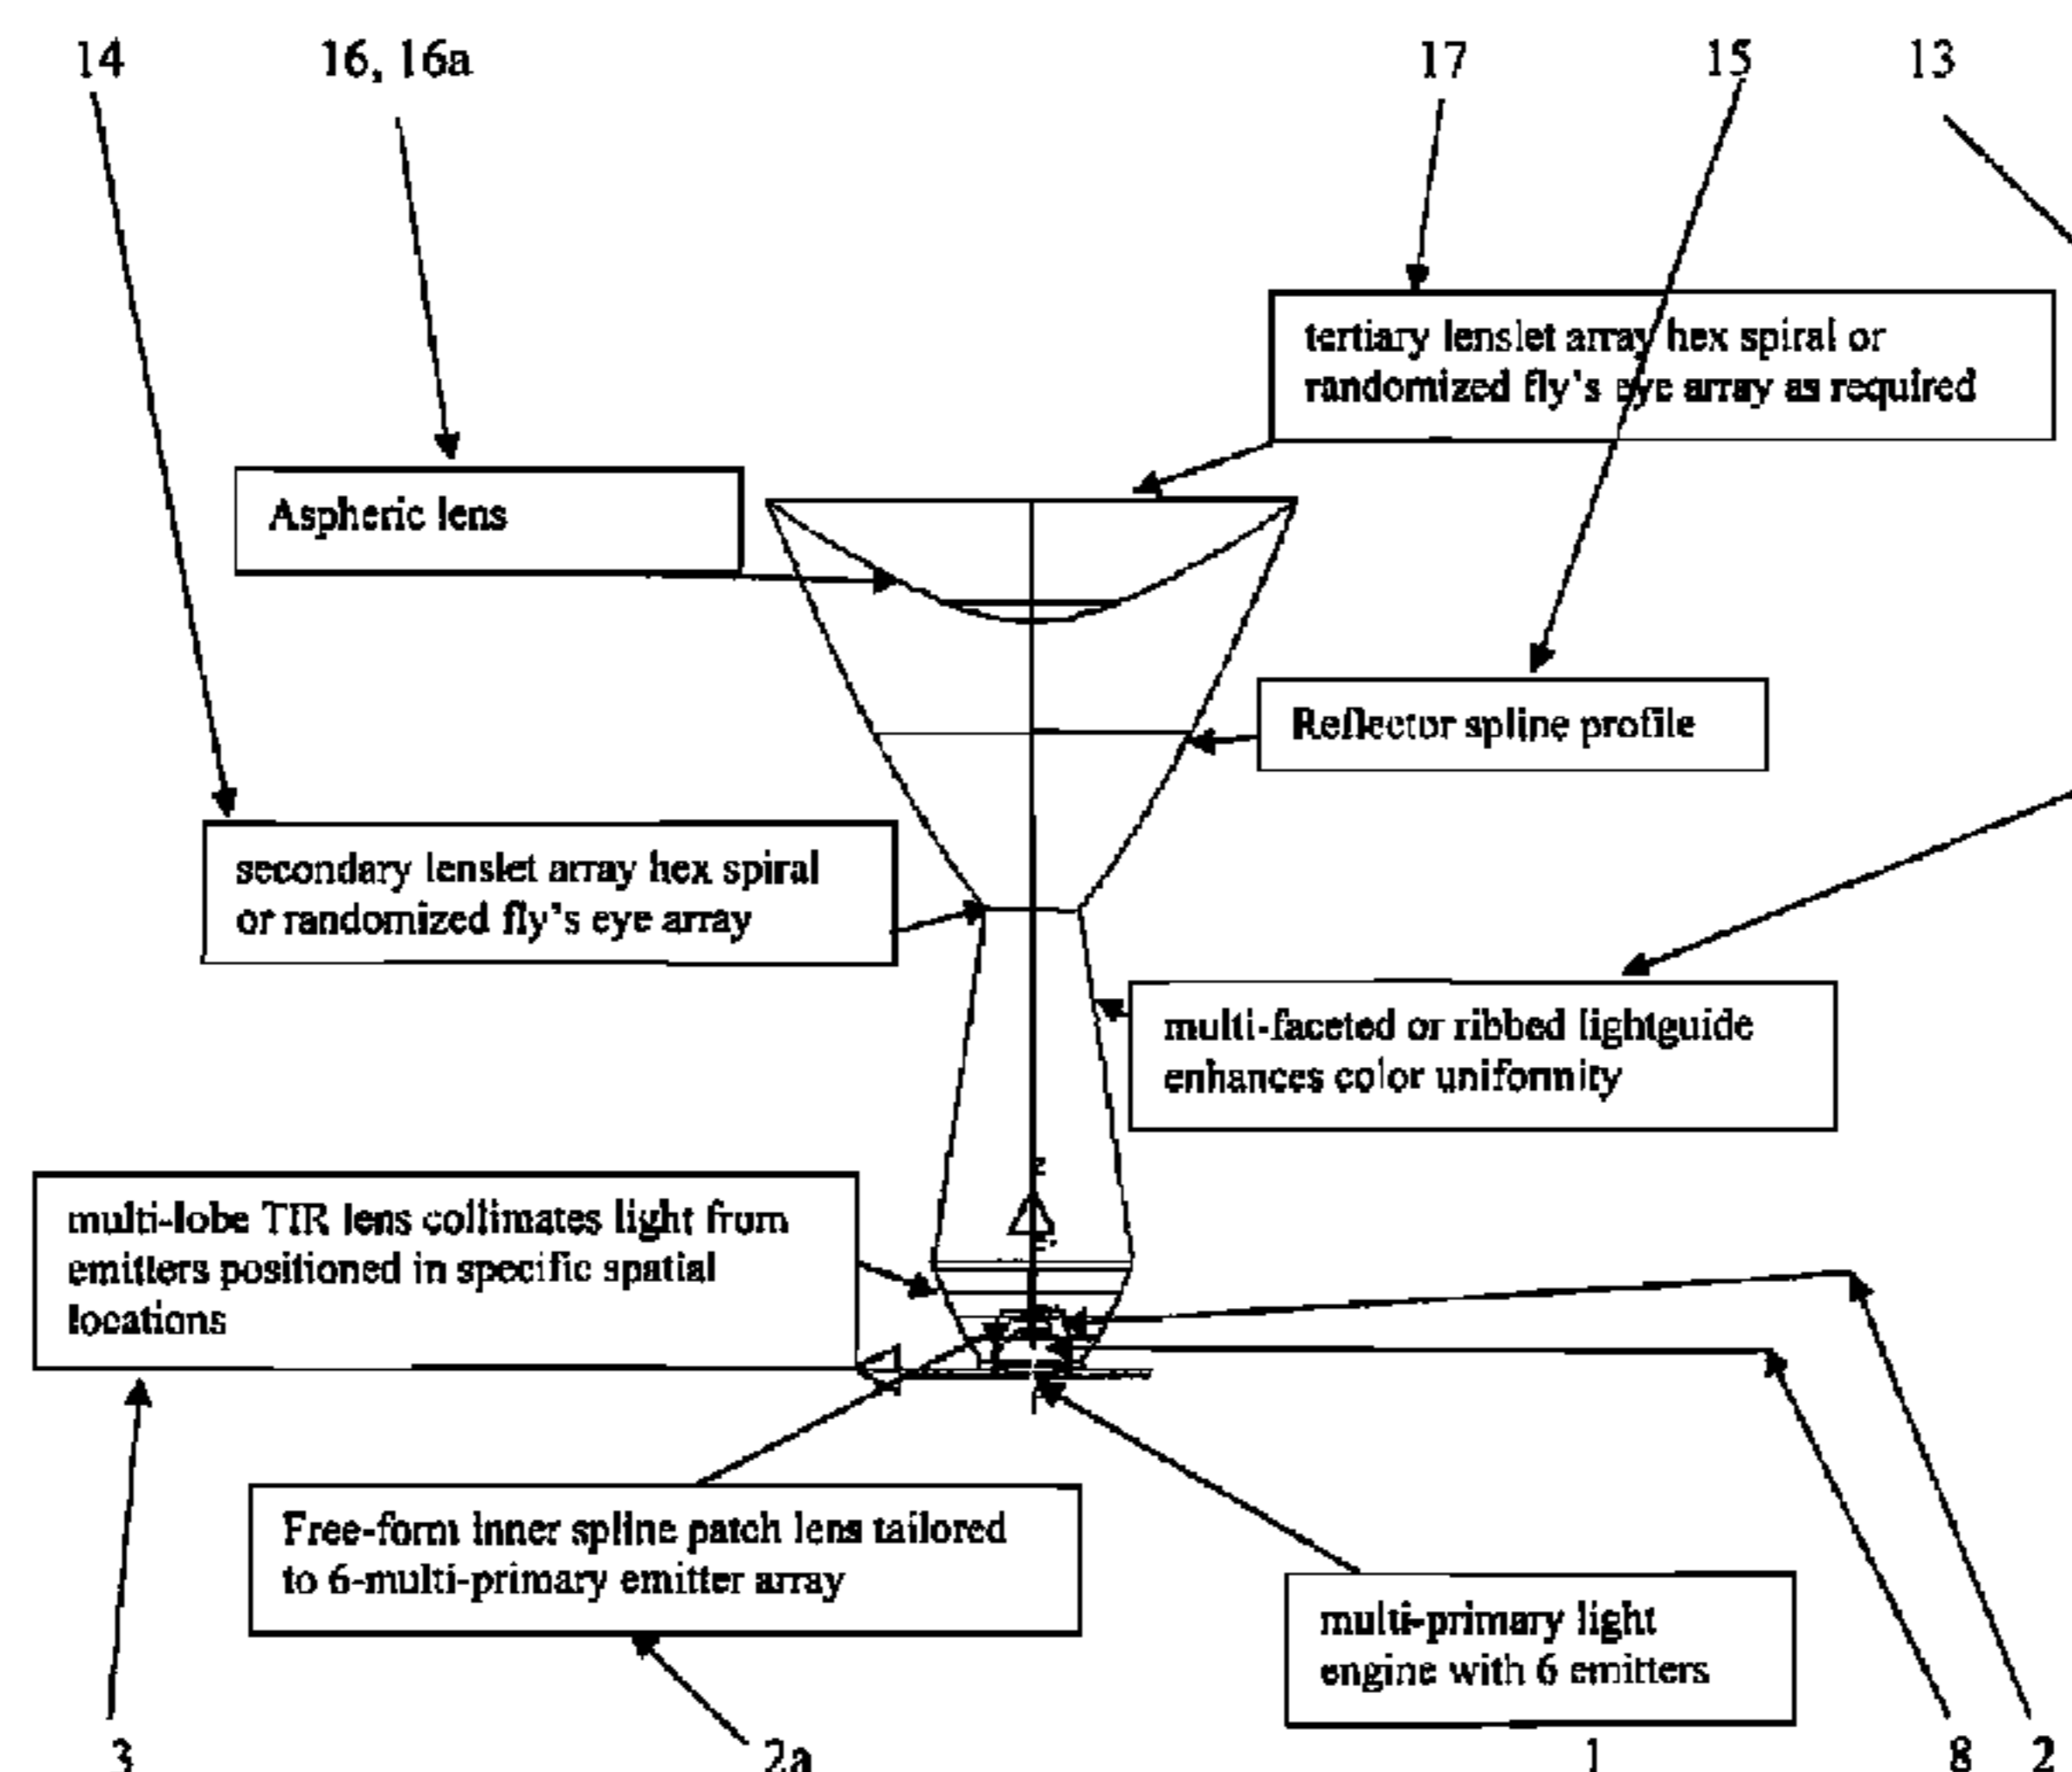 14
16, 16a
17
15
13
tertiary lenslet array hex spiral or
randomized fly's eye array as required
Aspheric lens
Reflector spline profile
secondary lenslet array hex spiral
or randomized fly's eye array
multi-faceted or ribbed lightguide
enhances color uniformity
multi-lobe TIR lens collimates light from
emitters positioned in specific spatial
locations
Free-form inner spline patch lens tailored
to 6-multi-primary emitter array
multi-primary light
engine with 6 emitters
3
2a
1
8
2